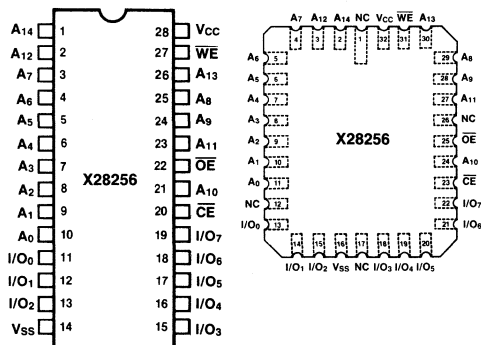 A14 1 28 VCC
A12 2 27 WE
A7 3 26 A13
A6 4 25 A8
A5 5 24 A9
A4 6 23 A11
A3 7 22 OE
X28256
A2 8 21 A10
A1 9 20 CE
A0 10 19 I/O7
I/O0 11 18 I/O6
I/O1 12 17 I/O5
I/O2 13 16 I/O4
VSS 14 15 I/O3
A7 A12 A14 NC VCC WE A13
4 3 2 1 32 31 30
A6 5 29 A8
A5 6 28 A9
A4 7 27 A11
A3 8 26 NC
A2 9 X28256 25 OE
A1 10 24 A10
A0 11 23 CE
NC 12 22 I/O7
I/O0 13 21 I/O6
14 15 16 17 18 19 20
I/O1 I/O2 VSS NC I/O3 I/O4 I/O5